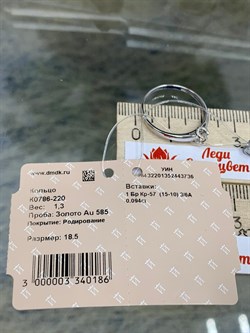 www.dmdk.ru
Кольцо
К0786-220
Вес: 1,3
Проба: Золото Au 585
Покрытие: Родирование
Размер: 18.5
3 000003 340186
УИН
Вставки:
1 Бр Кр-57 (15-10) 3/6А
0.094ct
Леди